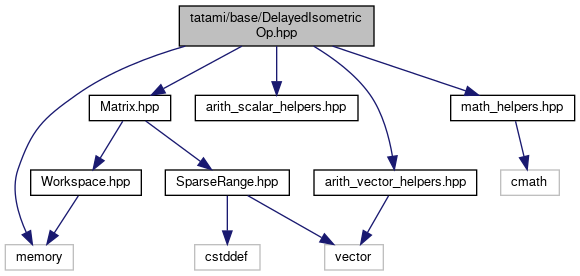 tatami/base/DelayedIsometric
Op.hpp
Matrix.hpp
arith_scalar_helpers.hpp
math_helpers.hpp
Workspace.hpp
SparseRange.hpp
arith_vector_helpers.hpp
cmath
memory
cstddef
vector